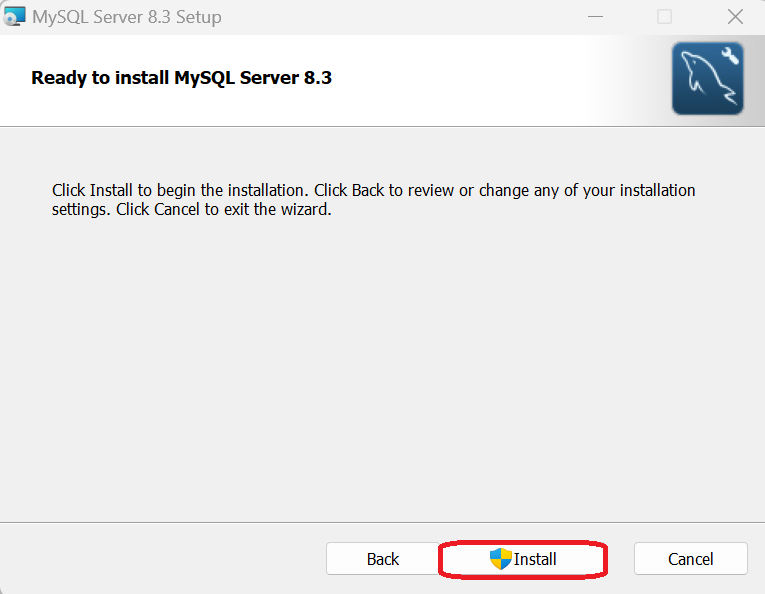 MySQL Server 8.3 Setup
Ready to install MySQL Server 8.3
Click Install to begin the installation. Click Back to review or change any of your installation
settings. Click Cancel to exit the wizard.
Back
Install
Cancel